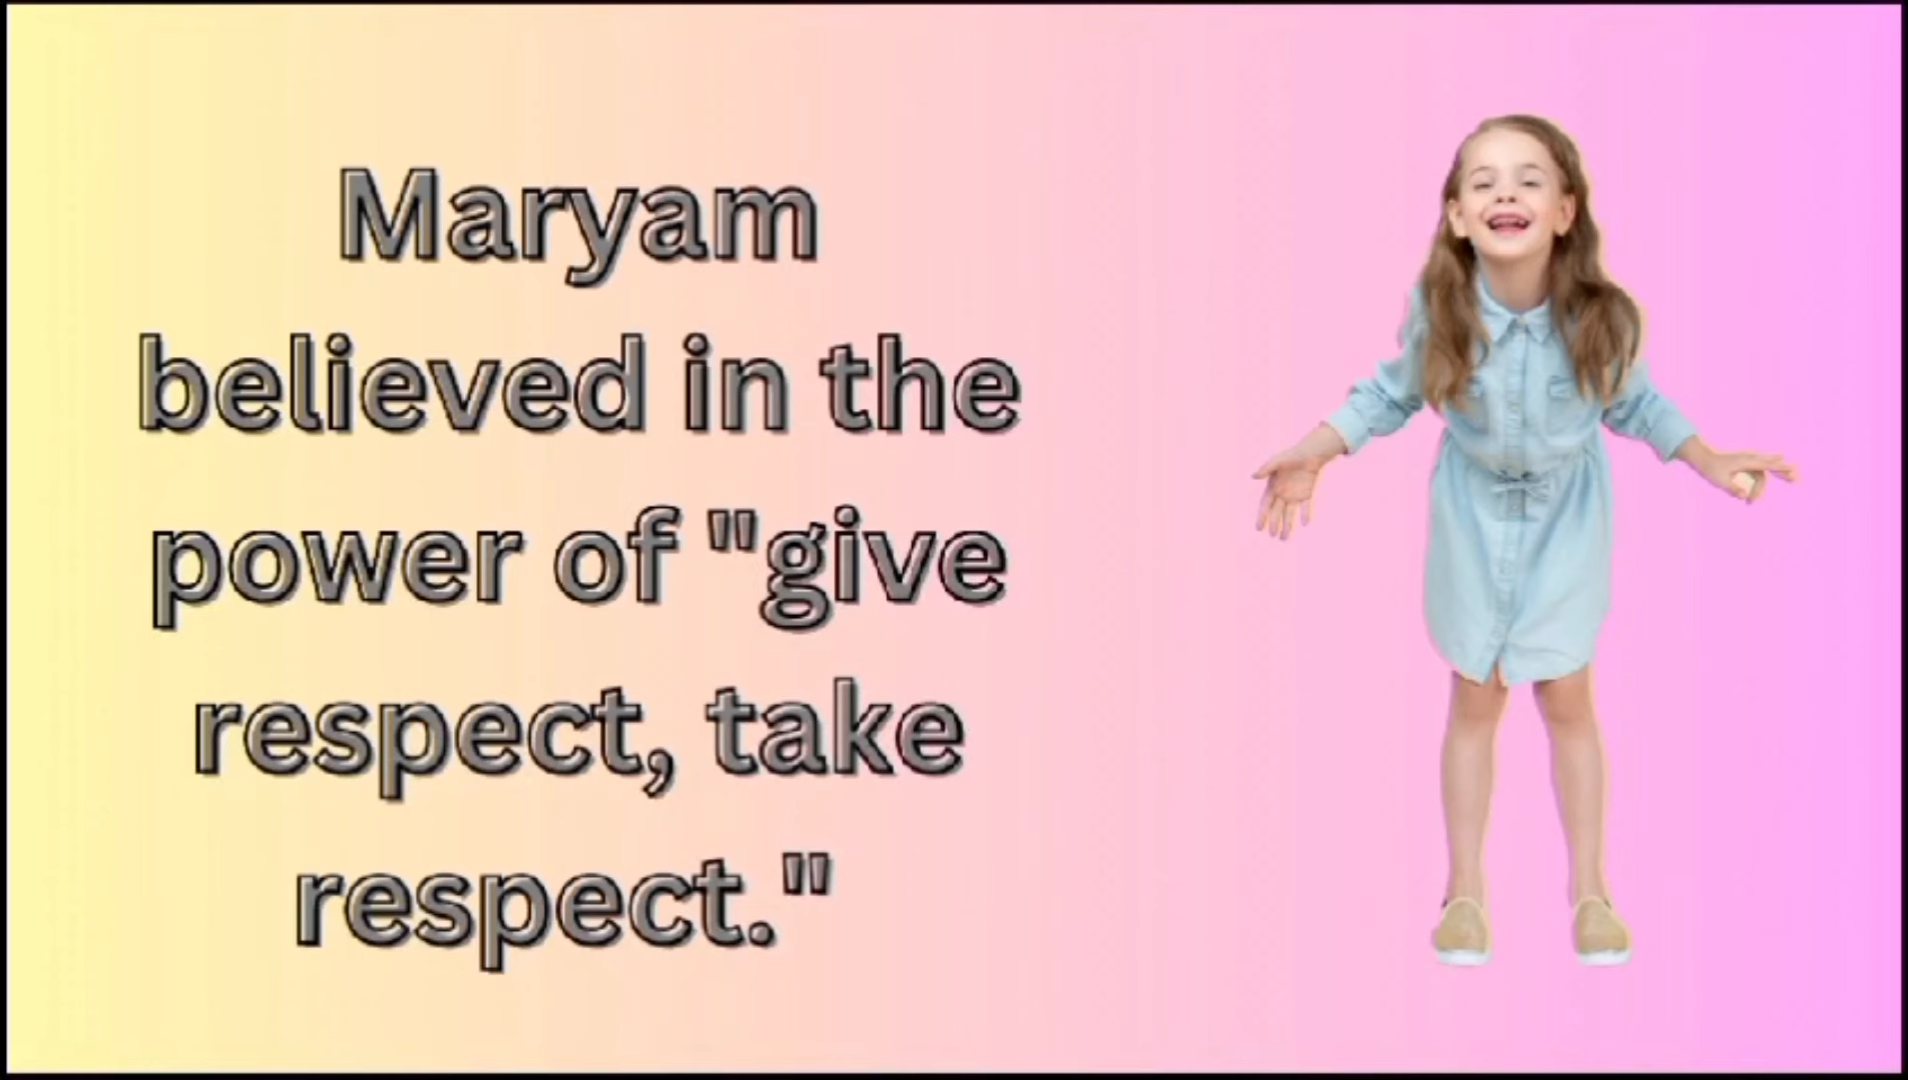 Maryam
believed in the
power of "give
respect, take
respect."